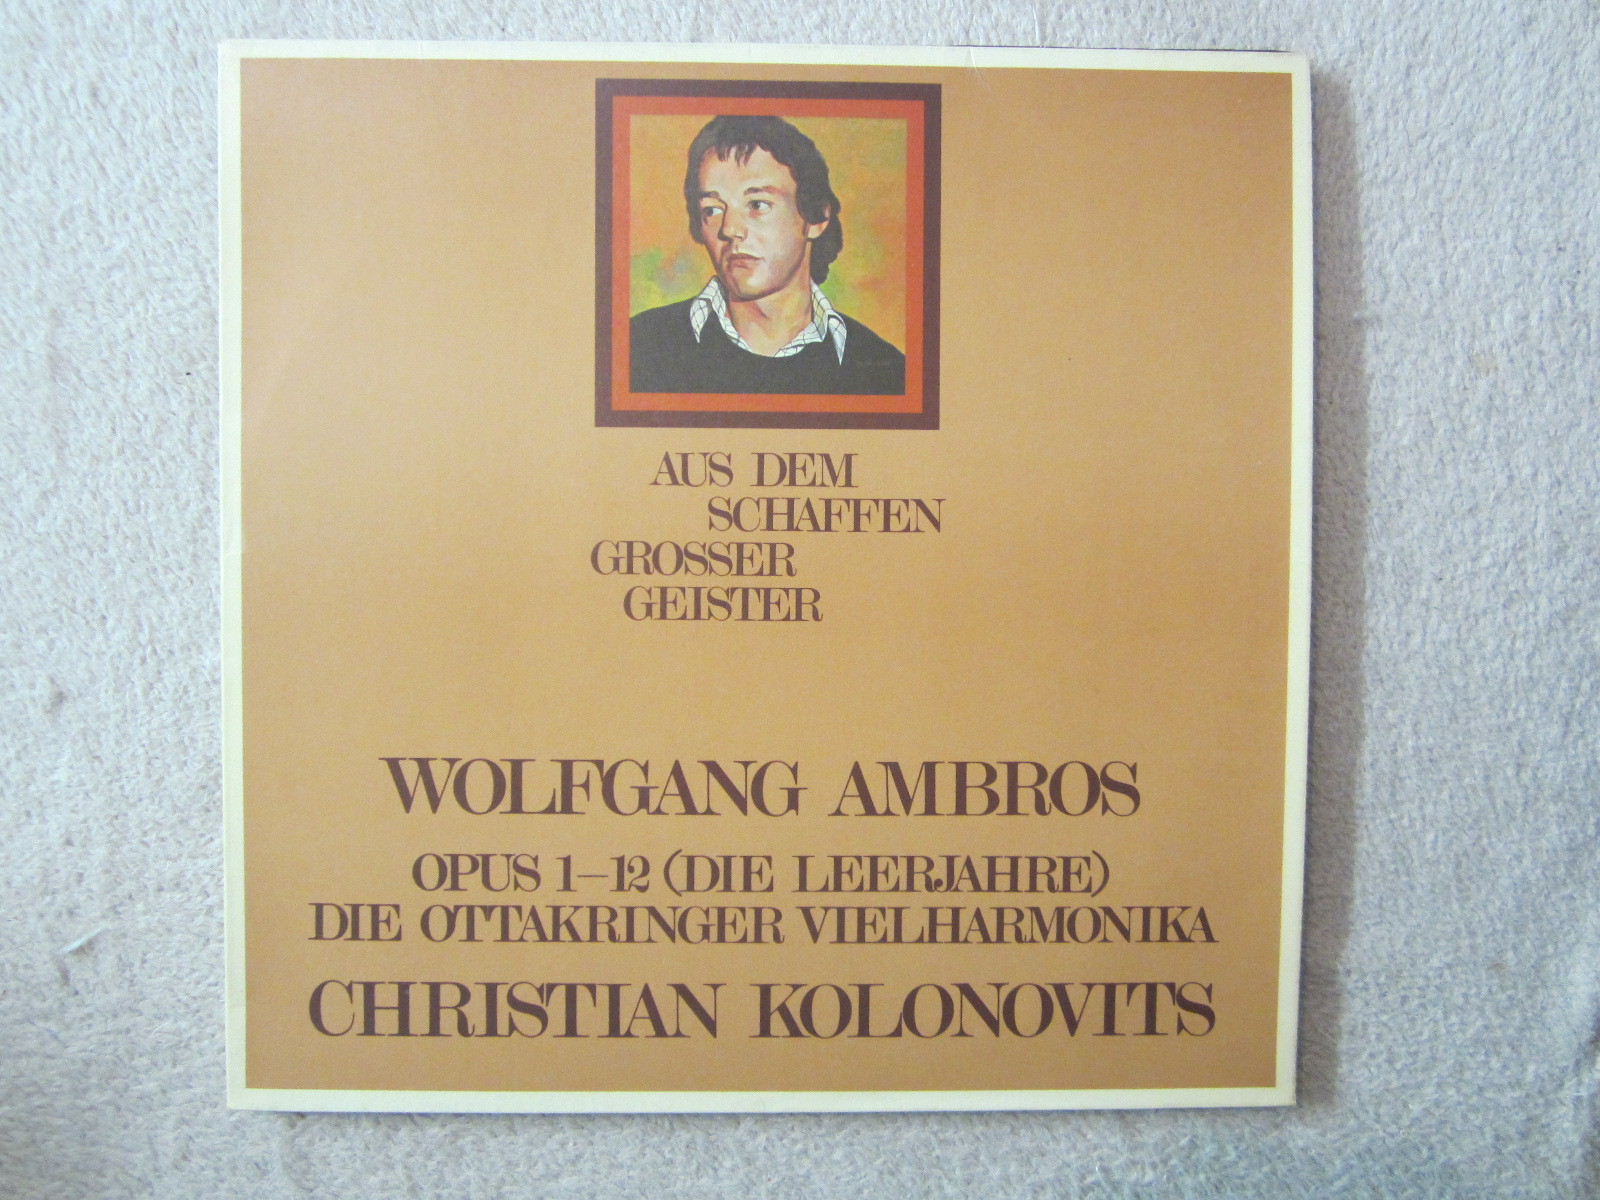 AUS DEM
SCHAFFEN
GROSSER
GEISTER
WOLFGANG AMBROS
OPUS 1–12 (DIE LEERJAHRE)
DIE OTTAKRINGER VIELHARMONIKA
CHRISTIAN KOLONOVITS